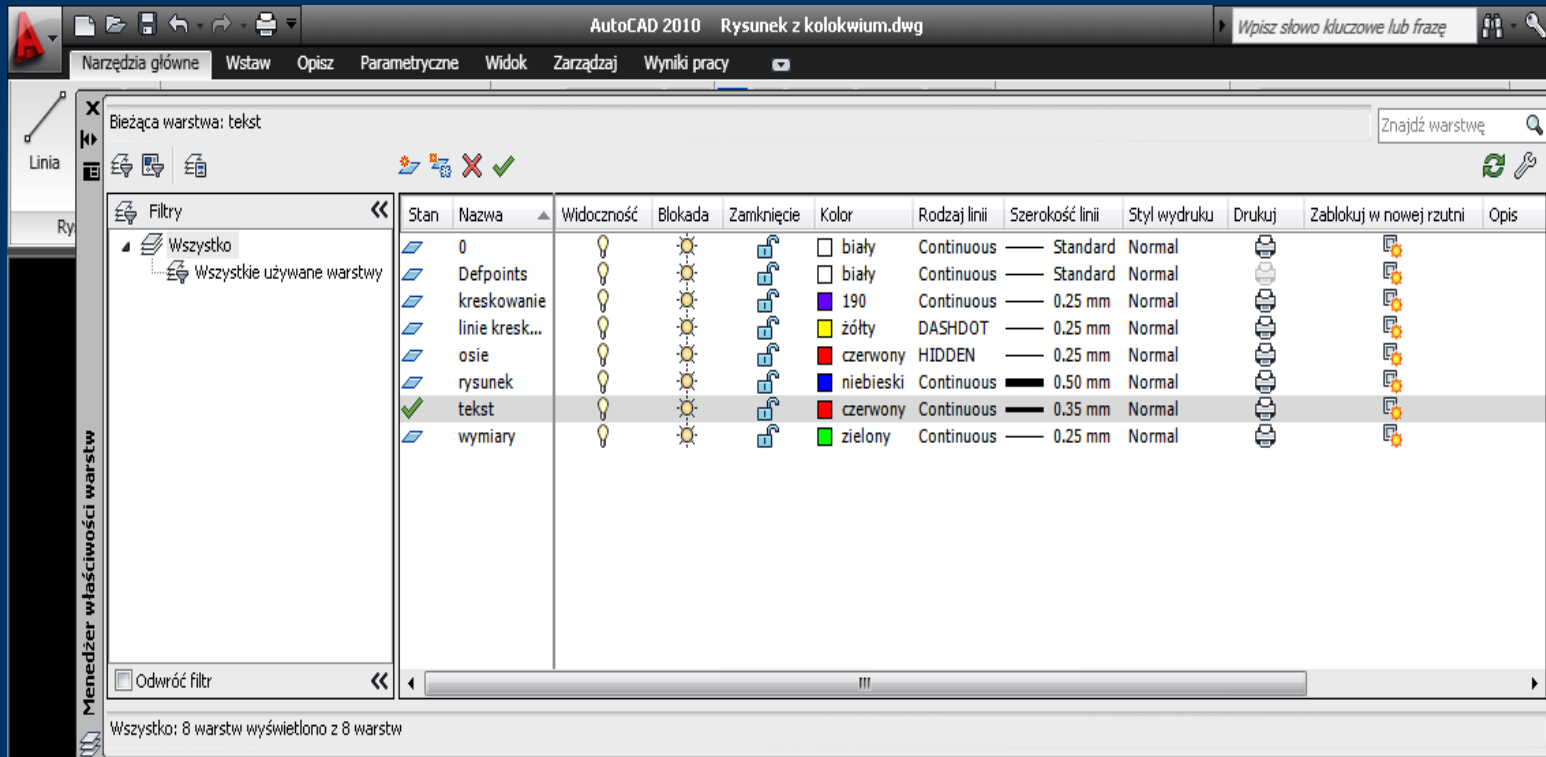 AutoCAD 2010 Rysunek z kolokwium.dwg
Wpisz słowo kluczowe lub frazę
Narzędzia główne Wstaw Opisz Parametryczne Widok Zarządzaj Wyniki pracy
Linia
Ry
Bieżąca warstwa: tekst
Znajdź warstwę
Filtry
Wszystko
Wszystkie używane warstwy
Stan Nazwa Widoczność Blokada Zamknięcie Kolor Rodzaj linii Szerokość linii Styl wydruku Drukuj Zablokuj w nowej rzutni Opis
0 biały Continuous Standard Normal
Defpoints biały Continuous Standard Normal
kreskowanie 190 Continuous 0.25 mm Normal
linie kresk... żółty DASHDOT 0.25 mm Normal
osie czerwony HIDDEN 0.25 mm Normal
rysunek niebieski Continuous 0.50 mm Normal
tekst czerwony Continuous 0.35 mm Normal
wymiary zielony Continuous 0.25 mm Normal
Odwróć filtr
Menedżer właściwości warstw
Wszystko: 8 warstw wyświetlono z 8 warstw